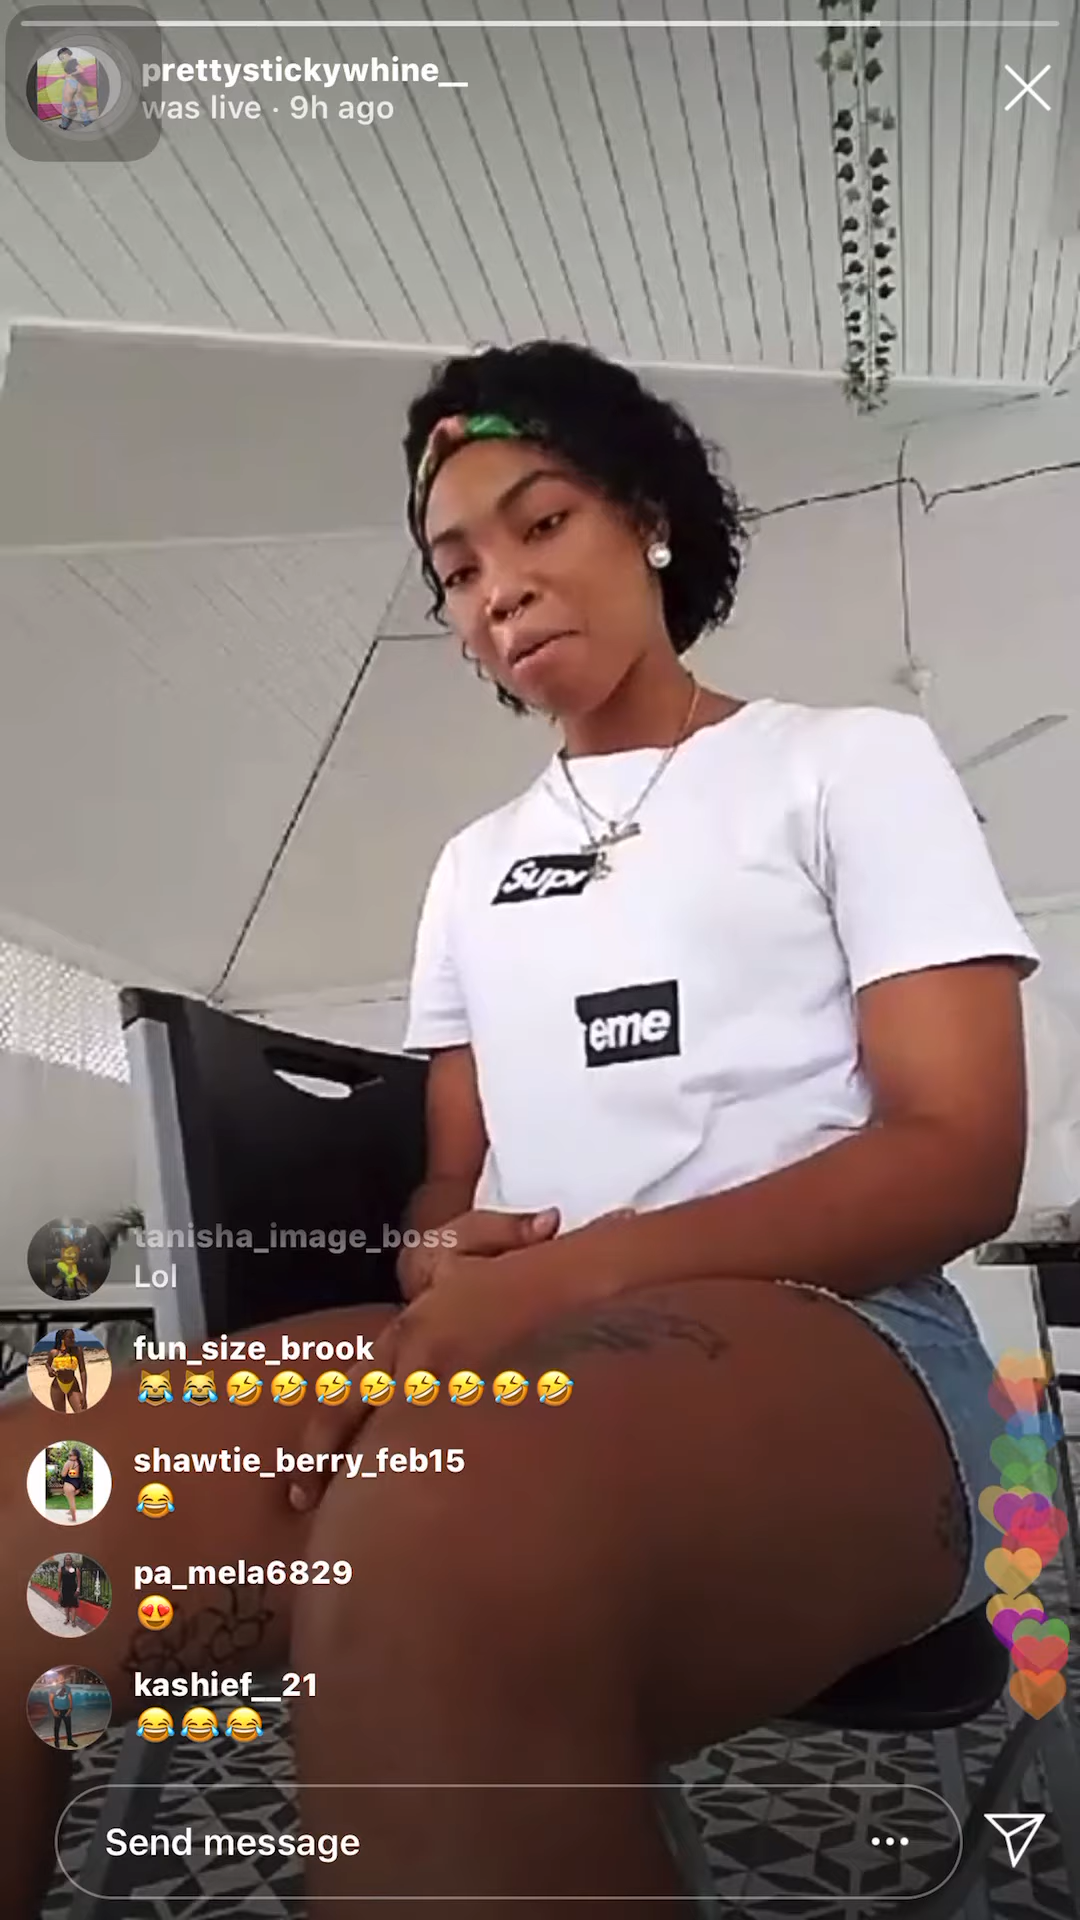 prettystickywhine__
was live · 9h ago
Supr
eme
tanisha_image_boss
Lol
fun_size_brook
😹😹🤣🤣🤣🤣🤣🤣🤣🤣
shawtie_berry_feb15
😂
pa_mela6829
😍
kashief__21
😂😂😂
Send message